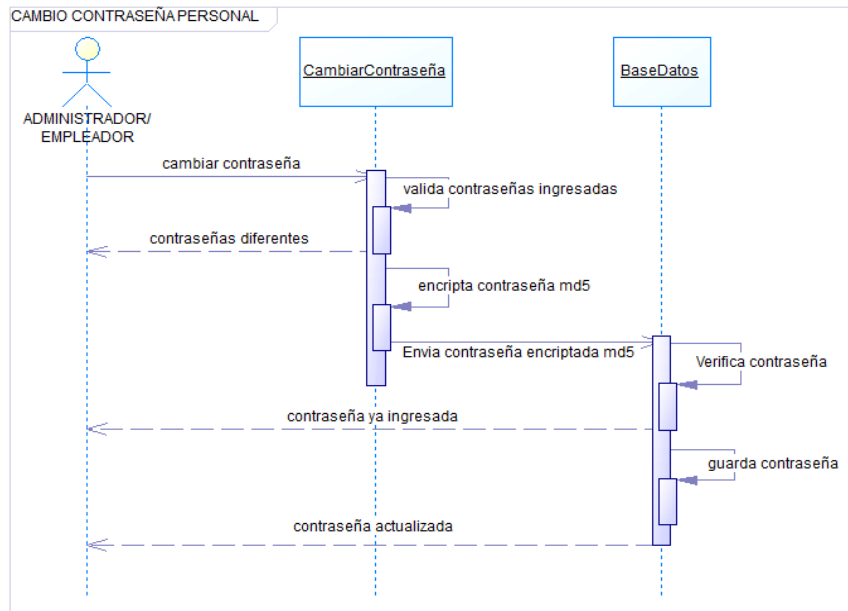 CAMBIO CONTRASEÑA PERSONAL
CambiarContraseña
BaseDatos
ADMINISTRADOR/
EMPLEADOR
cambiar contraseña
valida contraseñas ingresadas
contraseñas diferentes
encripta contraseña md5
Envia contraseña encriptada md5
Verifica contraseña
contraseña ya ingresada
guarda contraseña
contraseña actualizada